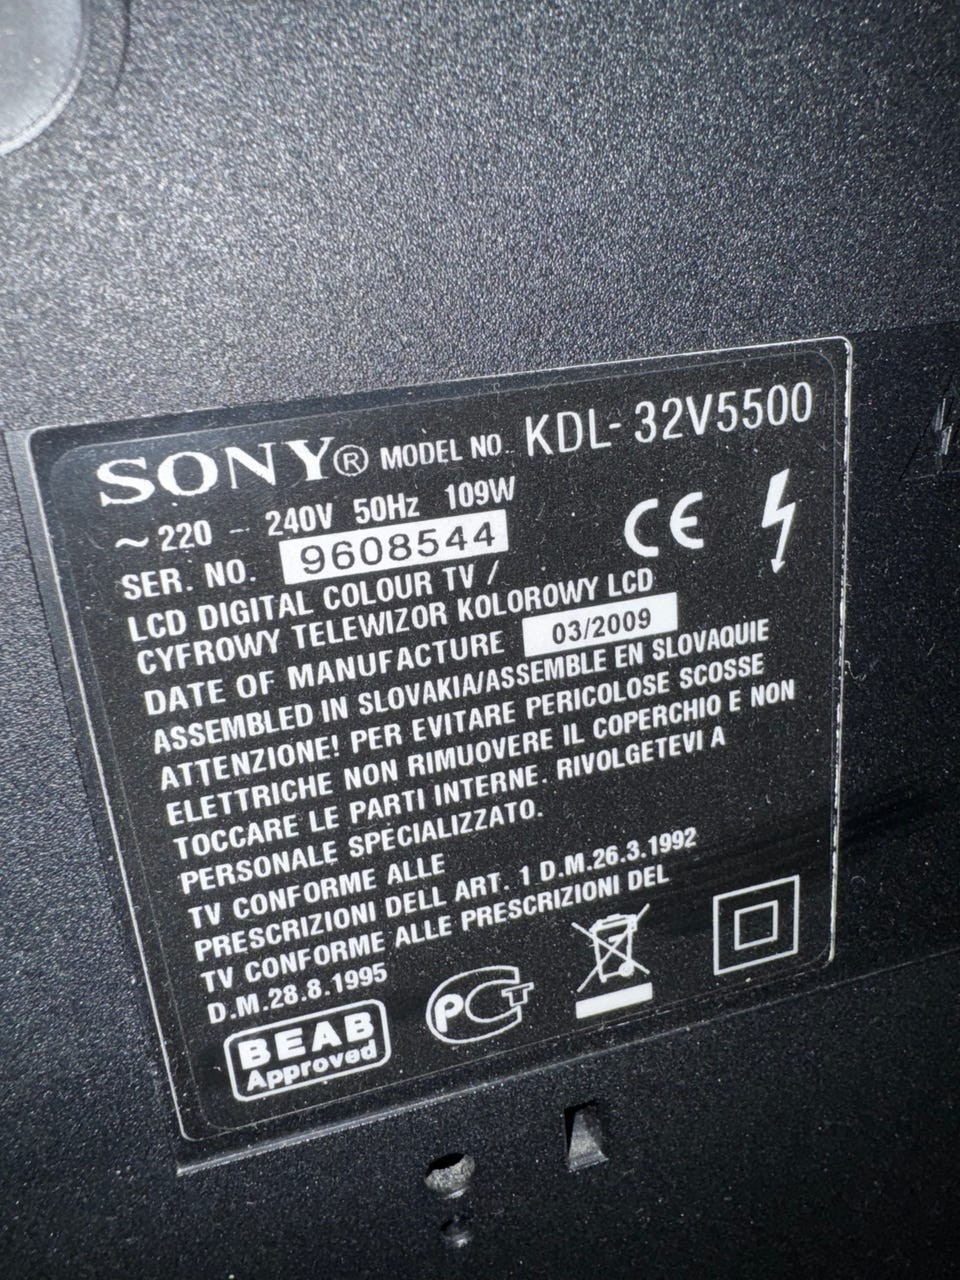 SONY® MODEL NO. KDL-32V5500
~220 - 240V 50Hz 109W
CE
SER. NO. 9608544
LCD DIGITAL COLOUR TV /
CYFROWY TELEWIZOR KOLOROWY LCD
DATE OF MANUFACTURE 03/2009
ASSEMBLED IN SLOVAKIA/ASSEMBLE EN SLOVAQUIE
ATTENZIONE! PER EVITARE PERICOLOSE SCOSSE
ELETTRICHE NON RIMUOVERE IL COPERCHIO E NON
TOCCARE LE PARTI INTERNE. RIVOLGETEVI A
PERSONALE SPECIALIZZATO.
TV CONFORME ALLE
PRESCRIZIONI DELL ART. 1 D.M.26.3.1992
TV CONFORME ALLE PRESCRIZIONI DEL
D.M.28.8.1995
BEAB
Approved
PCT